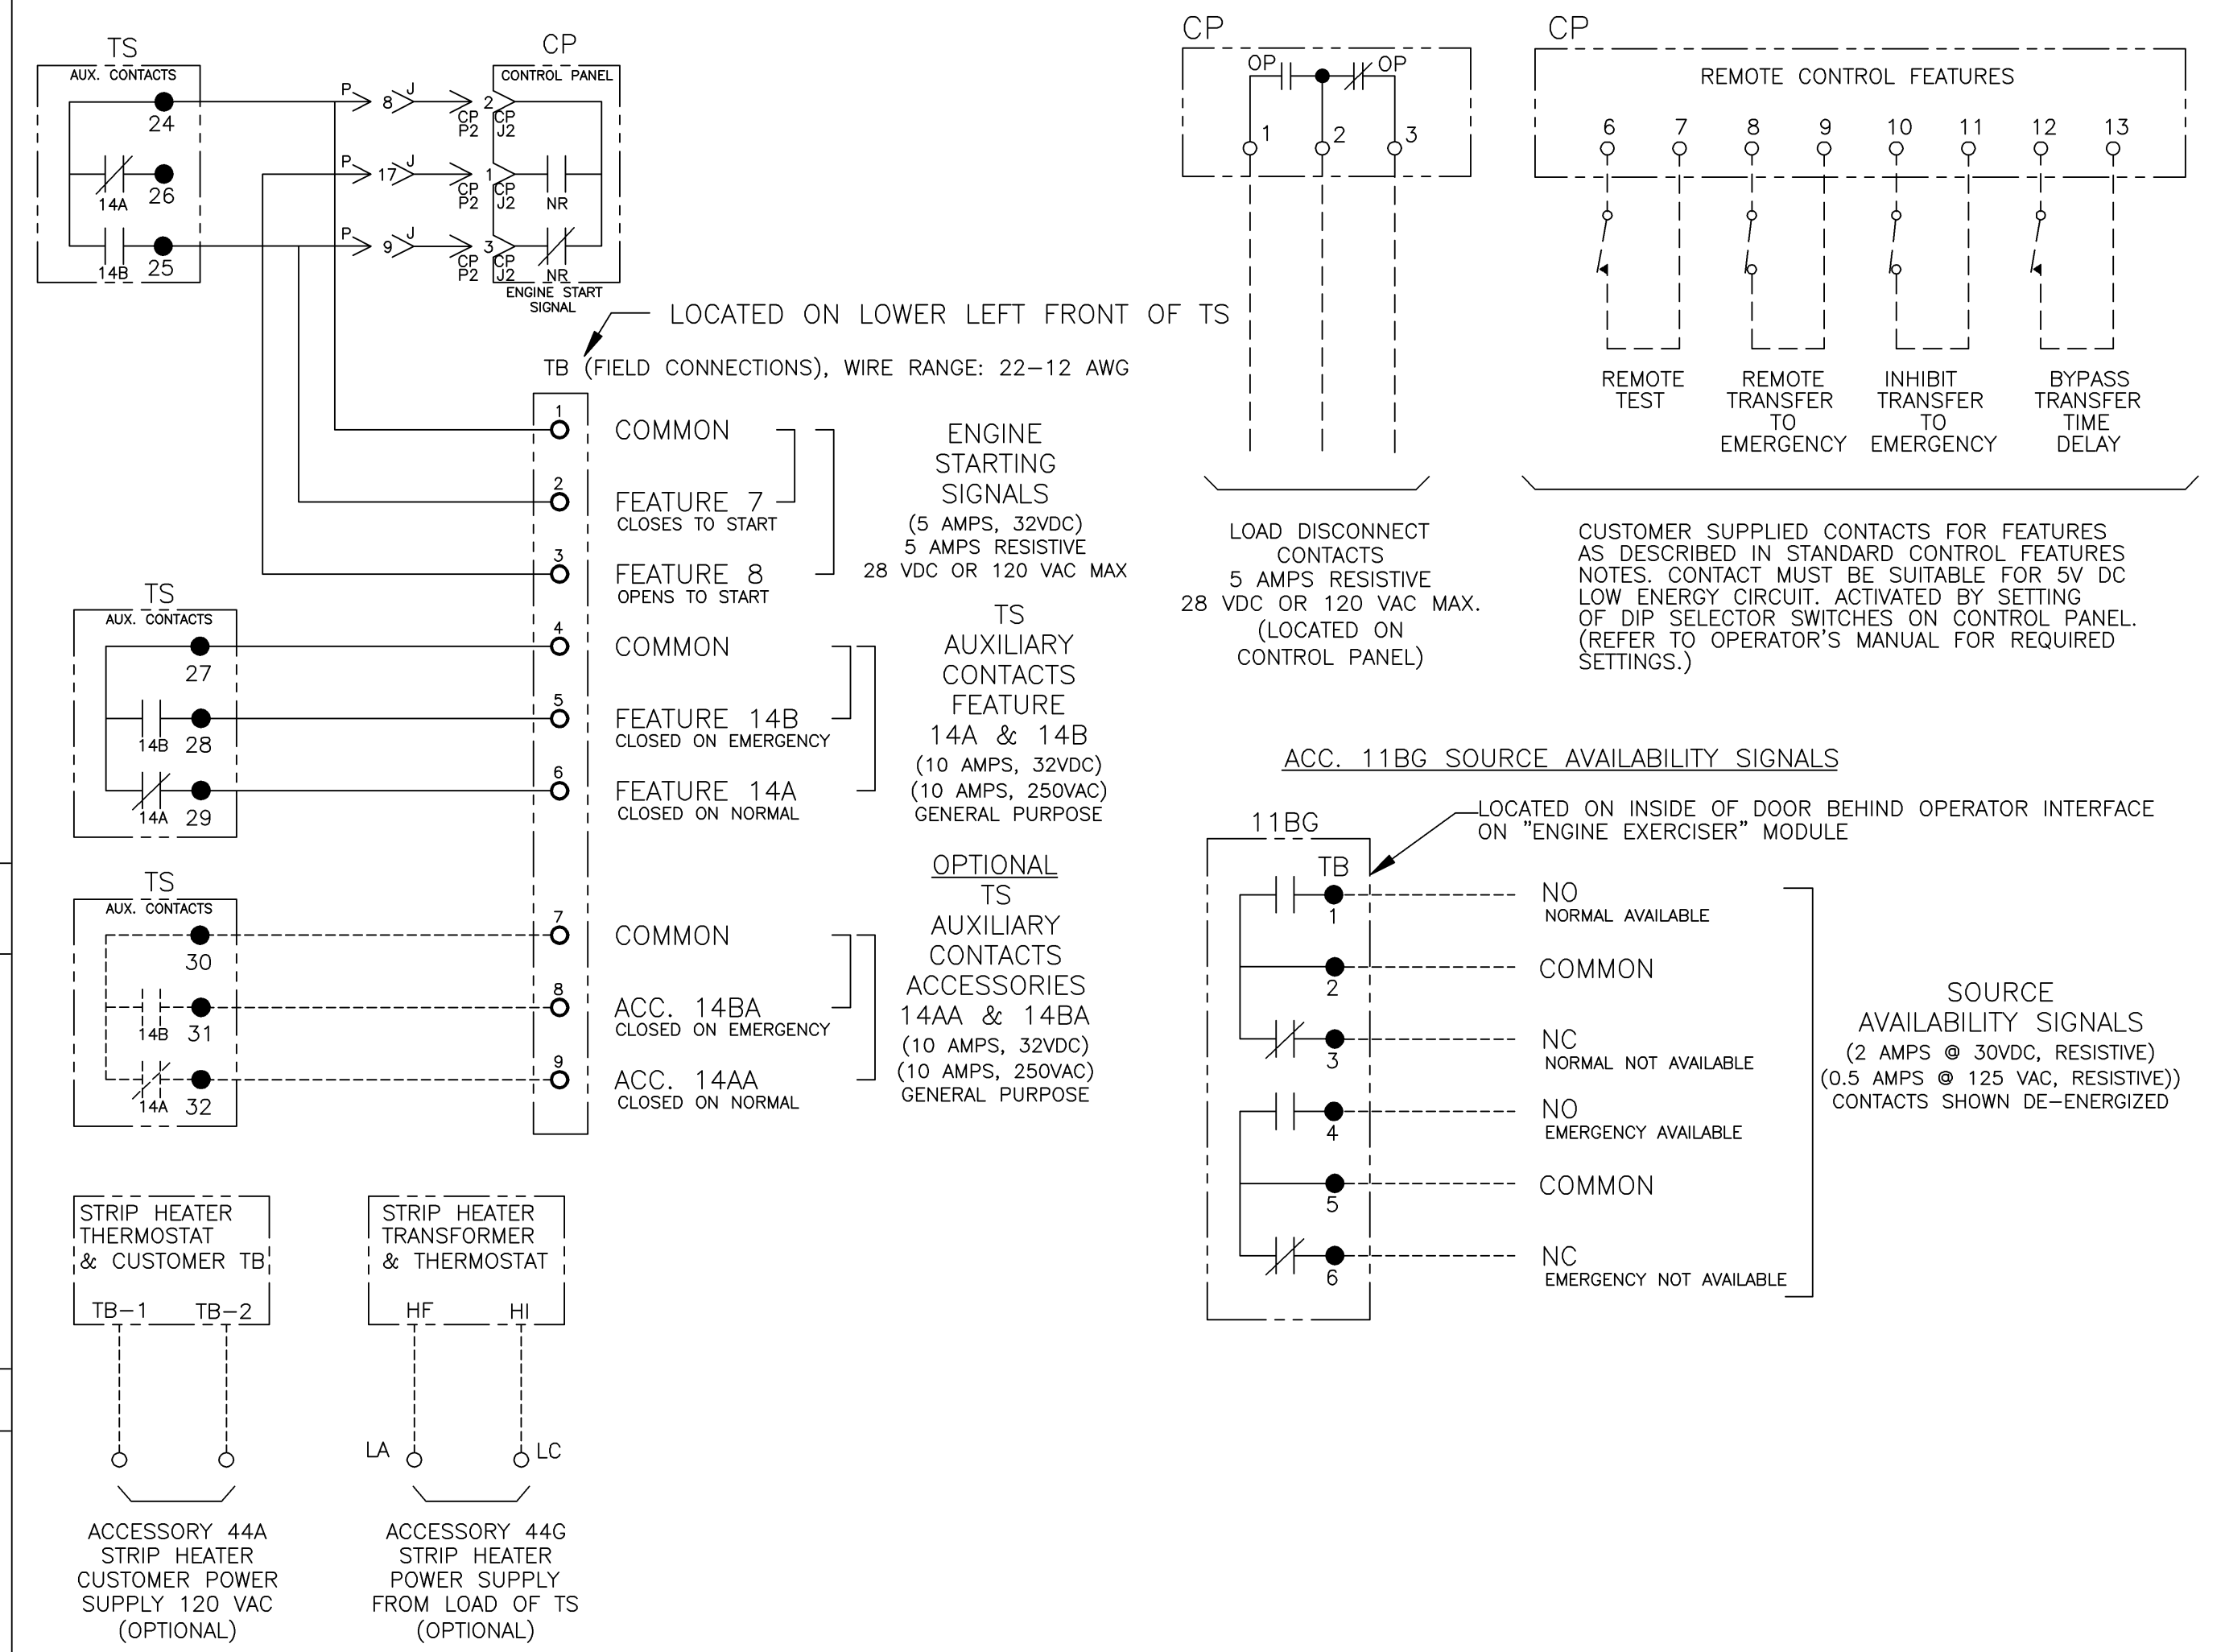 TS
AUX. CONTACTS
24
14A
26
14B
25
P
8
J
CP
P2
2
CP
J2
P
17
J
CP
P2
1
CP
J2
NR
P
9
J
CP
P2
3
CP
J2
NR
CP
CONTROL PANEL
ENGINE START
SIGNAL
LOCATED ON LOWER LEFT FRONT OF TS
TB (FIELD CONNECTIONS), WIRE RANGE: 22-12 AWG
1
COMMON
2
FEATURE 7
CLOSES TO START
3
FEATURE 8
OPENS TO START
ENGINE
STARTING
SIGNALS
(5 AMPS, 32VDC)
5 AMPS RESISTIVE
28 VDC OR 120 VAC MAX
TS
AUX. CONTACTS
27
14B
28
14A
29
4
COMMON
5
FEATURE 14B
CLOSED ON EMERGENCY
6
FEATURE 14A
CLOSED ON NORMAL
TS
AUXILIARY
CONTACTS
FEATURE
14A & 14B
(10 AMPS, 32VDC)
(10 AMPS, 250VAC)
GENERAL PURPOSE
TS
AUX. CONTACTS
30
14B
31
14A
32
7
COMMON
8
ACC. 14BA
CLOSED ON EMERGENCY
9
ACC. 14AA
CLOSED ON NORMAL
OPTIONAL
TS
AUXILIARY
CONTACTS
ACCESSORIES
14AA & 14BA
(10 AMPS, 32VDC)
(10 AMPS, 250VAC)
GENERAL PURPOSE
STRIP HEATER
THERMOSTAT
& CUSTOMER TB
TB-1
TB-2
ACCESSORY 44A
STRIP HEATER
CUSTOMER POWER
SUPPLY 120 VAC
(OPTIONAL)
STRIP HEATER
TRANSFORMER
& THERMOSTAT
HF
HI
LA
LC
ACCESSORY 44G
STRIP HEATER
POWER SUPPLY
FROM LOAD OF TS
(OPTIONAL)
CP
OP
OP
1
2
3
LOAD DISCONNECT
CONTACTS
5 AMPS RESISTIVE
28 VDC OR 120 VAC MAX.
(LOCATED ON
CONTROL PANEL)
CP
REMOTE CONTROL FEATURES
6
7
8
9
10
11
12
13
REMOTE
TEST
REMOTE
TRANSFER
TO
EMERGENCY
INHIBIT
TRANSFER
TO
EMERGENCY
BYPASS
TRANSFER
TIME
DELAY
CUSTOMER SUPPLIED CONTACTS FOR FEATURES
AS DESCRIBED IN STANDARD CONTROL FEATURES
NOTES. CONTACT MUST BE SUITABLE FOR 5V DC
LOW ENERGY CIRCUIT. ACTIVATED BY SETTING
OF DIP SELECTOR SWITCHES ON CONTROL PANEL.
(REFER TO OPERATOR'S MANUAL FOR REQUIRED
SETTINGS.)
ACC. 11BG SOURCE AVAILABILITY SIGNALS
LOCATED ON INSIDE OF DOOR BEHIND OPERATOR INTERFACE
ON "ENGINE EXERCISER" MODULE
11BG
TB
1
NO
NORMAL AVAILABLE
2
COMMON
3
NC
NORMAL NOT AVAILABLE
4
NO
EMERGENCY AVAILABLE
5
COMMON
6
NC
EMERGENCY NOT AVAILABLE
SOURCE
AVAILABILITY SIGNALS
(2 AMPS @ 30VDC, RESISTIVE)
(0.5 AMPS @ 125 VAC, RESISTIVE))
CONTACTS SHOWN DE-ENERGIZED